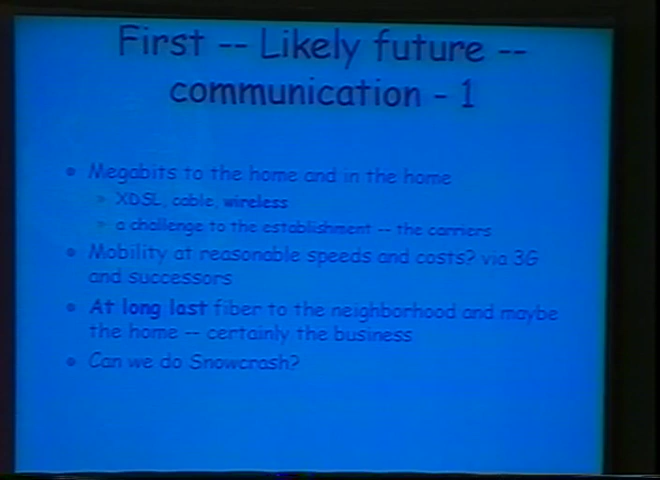 First -- Likely future --
communication - 1
Megabits to the home and in the home
XDSL, cable, wireless
a challenge to the establishment -- the carriers
Mobility at reasonable speeds and costs? via 3G
and successors
At long last fiber to the neighborhood and maybe
the home -- certainly the business
Can we do Snowcrash?